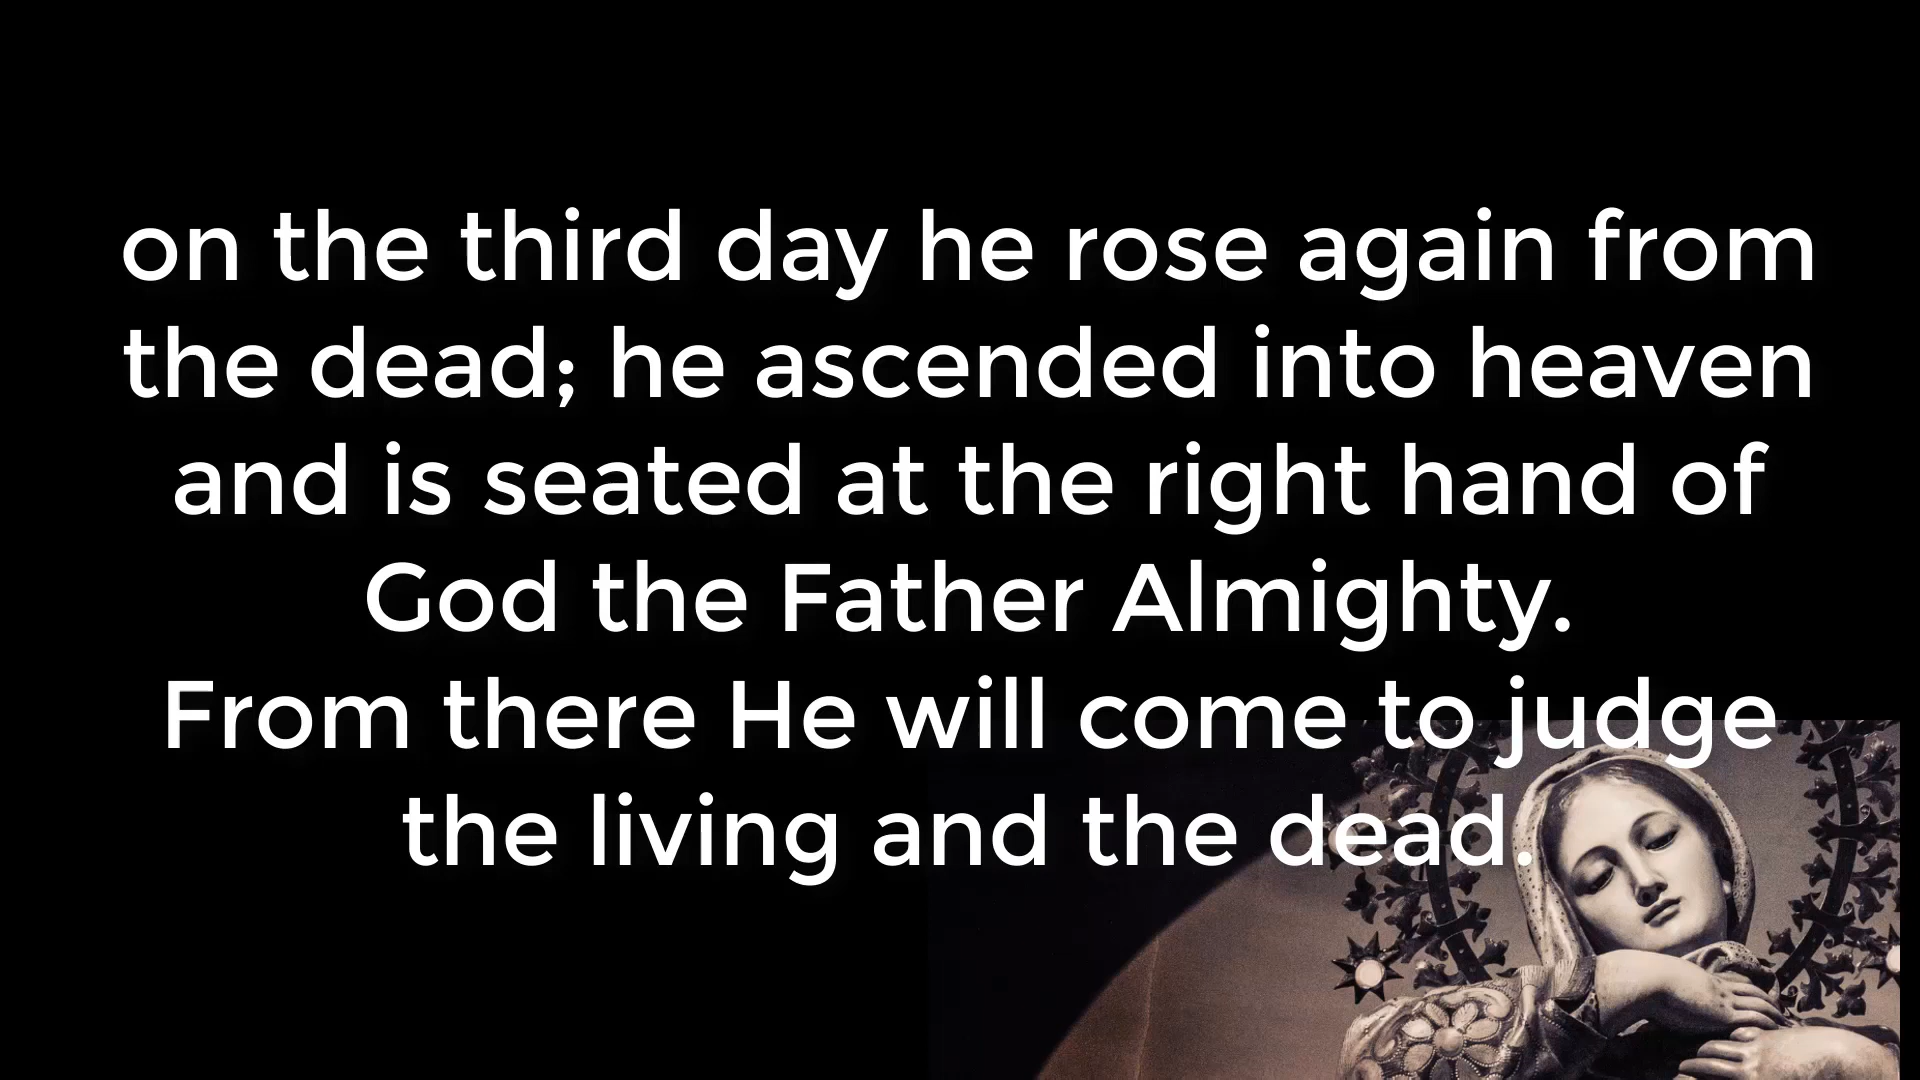 on the third day he rose again from
the dead; he ascended into heaven
and is seated at the right hand of
God the Father Almighty.
From there He will come to judge
the living and the dead.